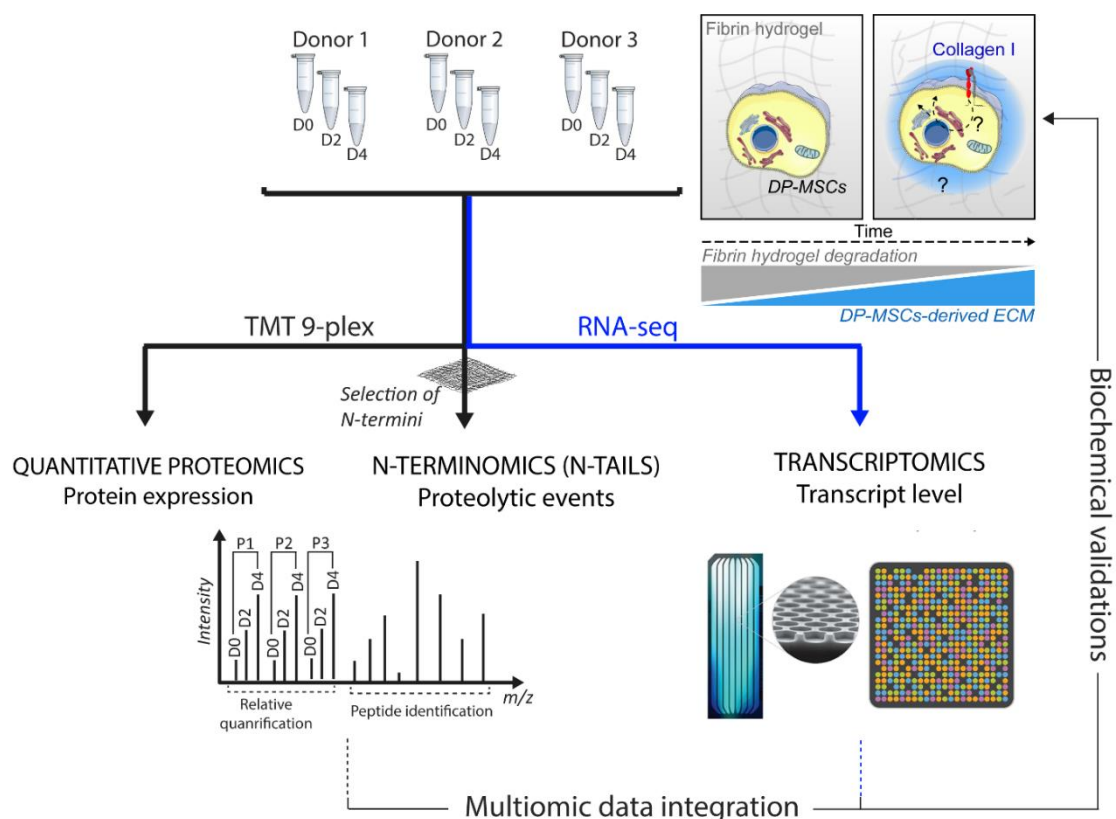 Donor 1
Donor 2
Donor 3
D0
D2
D4
D0
D2
D4
D0
D2
D4
Fibrin hydrogel
DP-MSCs
Collagen I
?
?
Time
Fibrin hydrogel degradation
DP-MSCs-derived ECM
TMT 9-plex
RNA-seq
Selection of
N-termini
QUANTITATIVE PROTEOMICS
Protein expression
N-TERMINOMICS (N-TAILS)
Proteolytic events
TRANSCRIPTOMICS
Transcript level
Biochemical validations
Intensity
P1
P2
P3
D0
D2
D4
D0
D2
D4
D0
D2
D4
m/z
Relative
quanrification
Peptide identification
Multiomic data integration